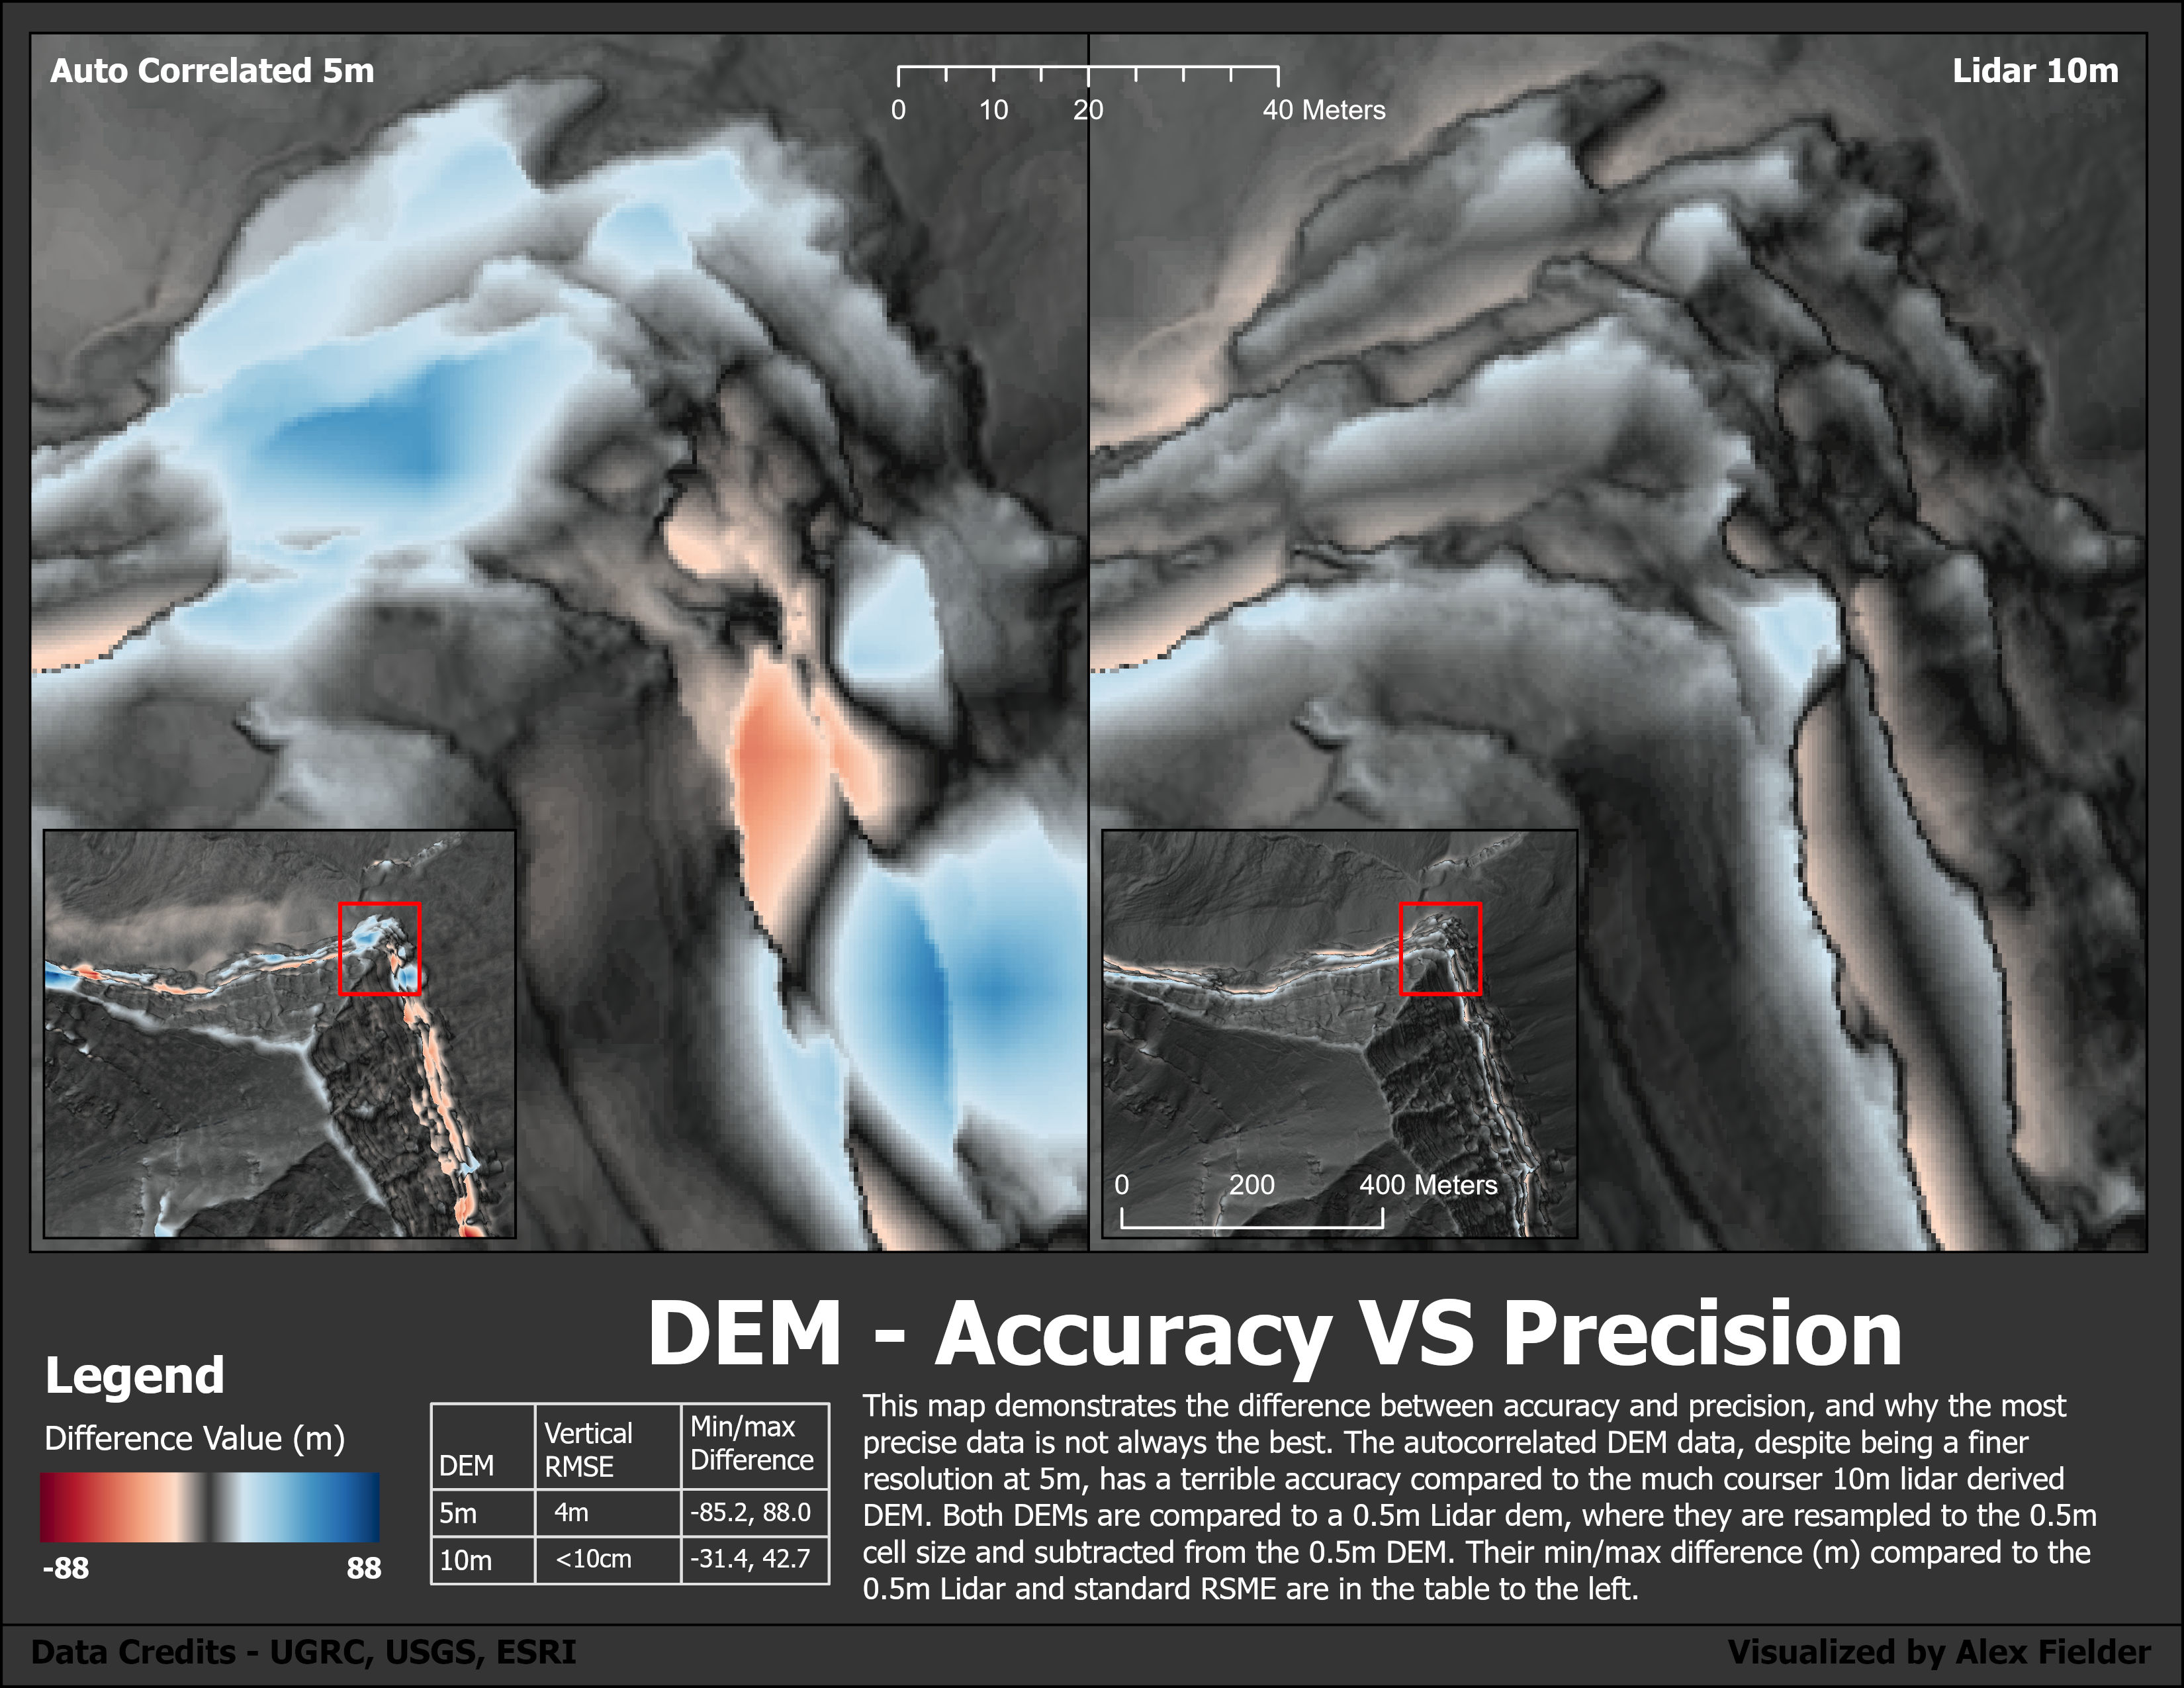 Auto Correlated 5m
Lidar 10m
0 10 20 40 Meters
0 200 400 Meters
DEM - Accuracy VS Precision
Legend
Difference Value (m)
-88 88
DEM Vertical RMSE Min/max Difference
5m 4m -85.2, 88.0
10m <10cm -31.4, 42.7
This map demonstrates the difference between accuracy and precision, and why the most
precise data is not always the best. The autocorrelated DEM data, despite being a finer
resolution at 5m, has a terrible accuracy compared to the much courser 10m lidar derived
DEM. Both DEMs are compared to a 0.5m Lidar dem, where they are resampled to the 0.5m
cell size and subtracted from the 0.5m DEM. Their min/max difference (m) compared to the
0.5m Lidar and standard RSME are in the table to the left.
Data Credits - UGRC, USGS, ESRI
Visualized by Alex Fielder